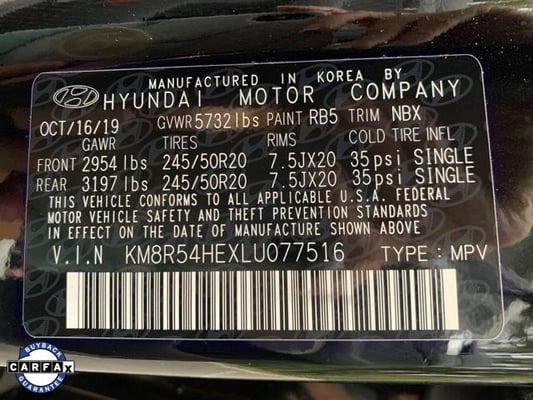 MANUFACTURED IN KOREA BY
HYUNDAI MOTOR COMPANY
OCT/16/19 GVWR 5732lbs PAINT RB5 TRIM NBX
GAWR TIRES RIMS COLD TIRE INFL
FRONT 2954 lbs 245/50R20 7.5JX20 35psi SINGLE
REAR 3197 lbs 245/50R20 7.5JX20 35psi SINGLE
THIS VEHICLE CONFORMS TO ALL APPLICABLE U.S.A. FEDERAL
MOTOR VEHICLE SAFETY AND THEFT PREVENTION STANDARDS
IN EFFECT ON THE DATE OF MANUFACTURE SHOWN ABOVE.
V.I.N KM8R54HEXLU077516 TYPE : MPV
BUYBACK
CARFAX
GUARANTEE